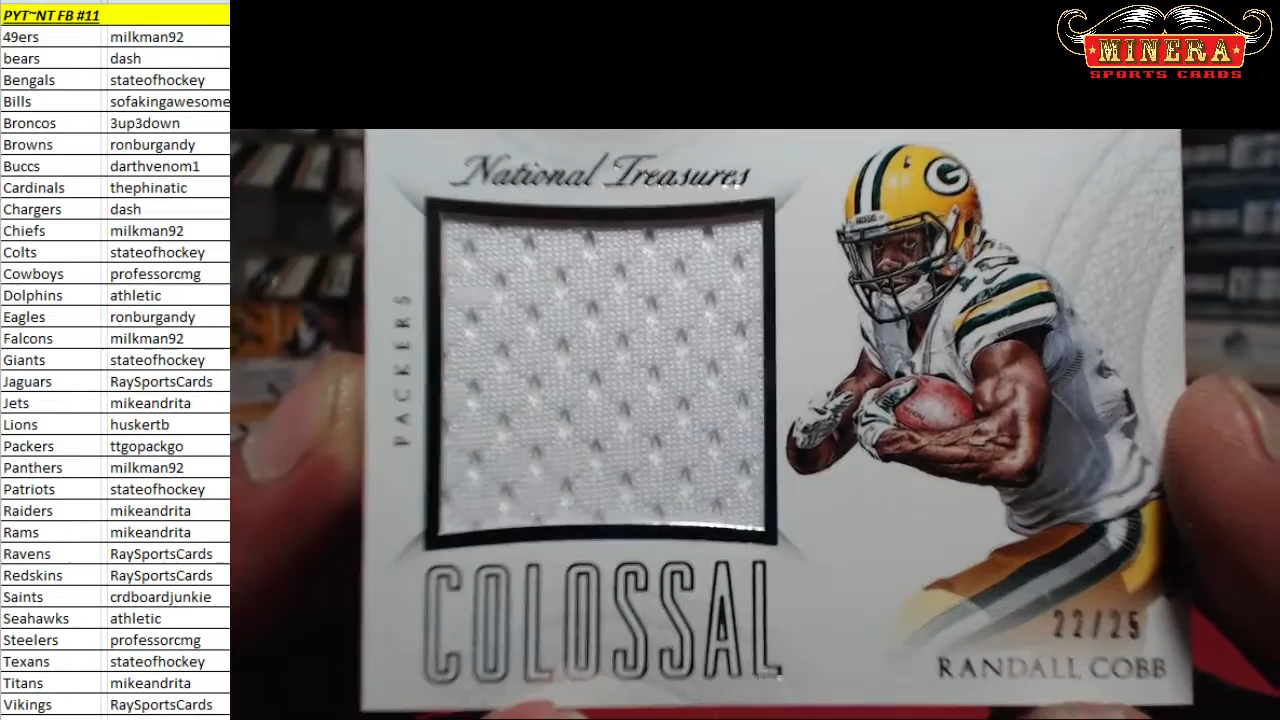 PYT~NT FB #11
49ers milkman92
bears dash
Bengals stateofhockey
Bills sofakingawesome
Broncos 3up3down
Browns ronburgandy
Buccs darthvenom1
Cardinals thephinatic
Chargers dash
Chiefs milkman92
Colts stateofhockey
Cowboys professorcmg
Dolphins athletic
Eagles ronburgandy
Falcons milkman92
Giants stateofhockey
Jaguars RaySportsCards
Jets mikeandrita
Lions huskertb
Packers ttgopackgo
Panthers milkman92
Patriots stateofhockey
Raiders mikeandrita
Rams mikeandrita
Ravens RaySportsCards
Redskins RaySportsCards
Saints crdboardjunkie
Seahawks athletic
Steelers professorcmg
Texans stateofhockey
Titans mikeandrita
Vikings RaySportsCards
MINERA
SPORTS CARDS
National Treasures
G
PACKERS
COLOSSAL
22/25
RANDALL COBB